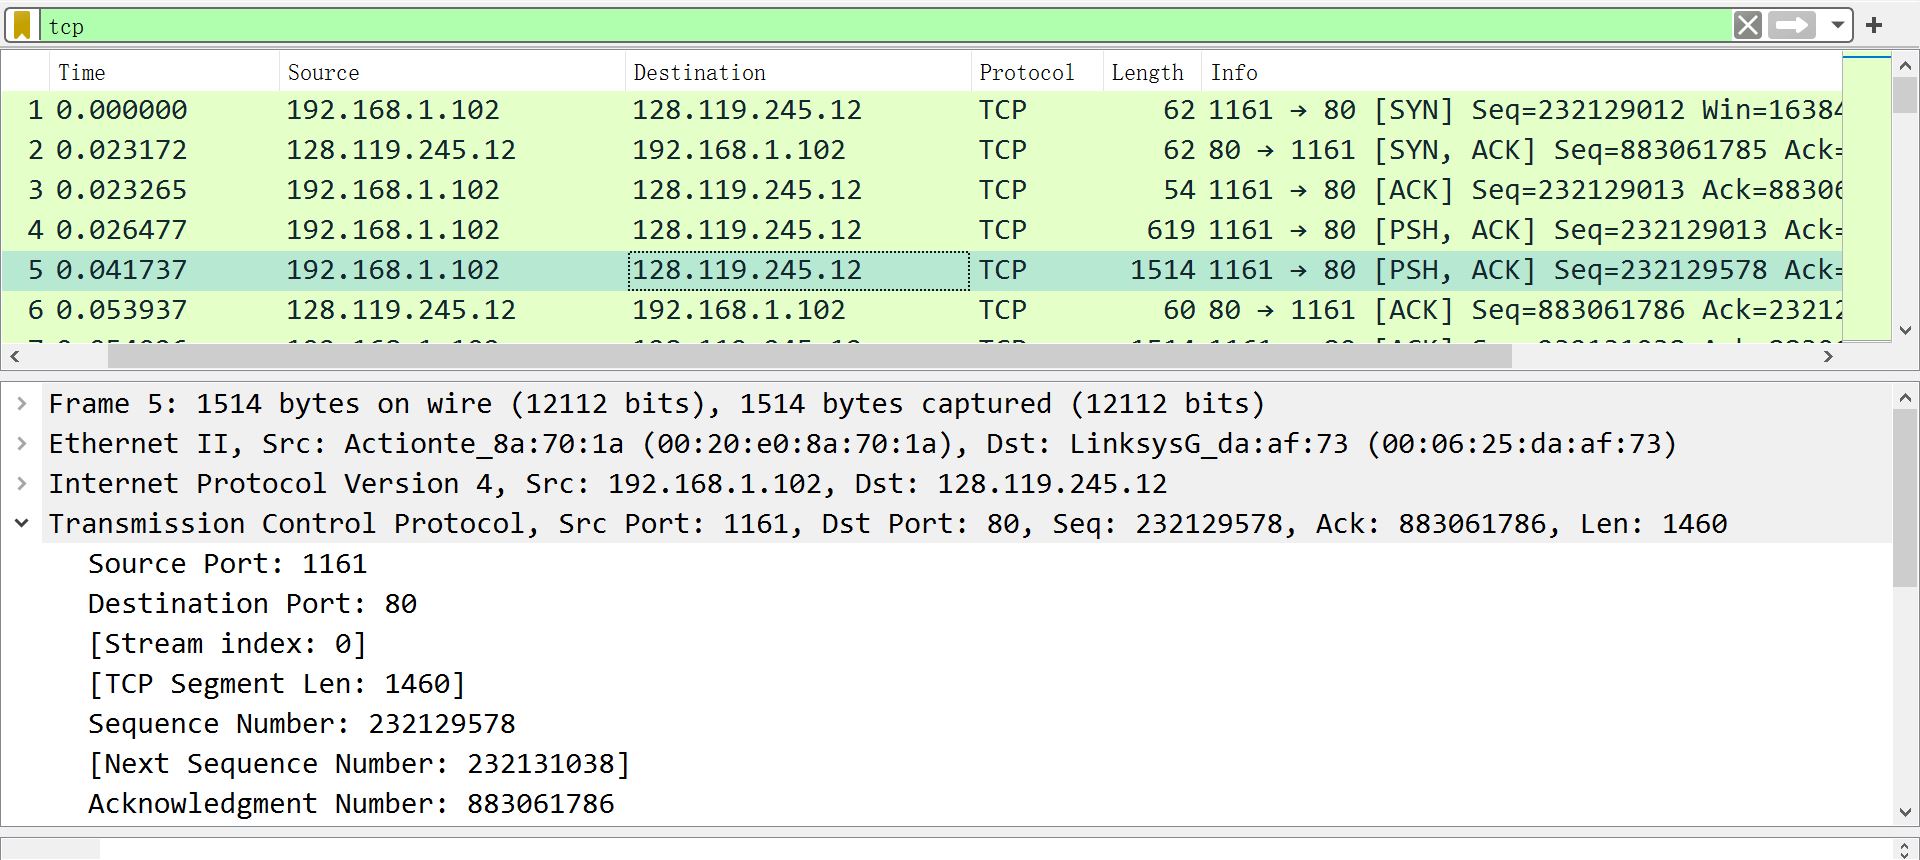 tcp
Time Source Destination Protocol Length Info
1 0.000000 192.168.1.102 128.119.245.12 TCP 62 1161 → 80 [SYN] Seq=232129012 Win=16384
2 0.023172 128.119.245.12 192.168.1.102 TCP 62 80 → 1161 [SYN, ACK] Seq=883061785 Ack=
3 0.023265 192.168.1.102 128.119.245.12 TCP 54 1161 → 80 [ACK] Seq=232129013 Ack=88306
4 0.026477 192.168.1.102 128.119.245.12 TCP 619 1161 → 80 [PSH, ACK] Seq=232129013 Ack=
5 0.041737 192.168.1.102 128.119.245.12 TCP 1514 1161 → 80 [PSH, ACK] Seq=232129578 Ack=
6 0.053937 128.119.245.12 192.168.1.102 TCP 60 80 → 1161 [ACK] Seq=883061786 Ack=23212
Frame 5: 1514 bytes on wire (12112 bits), 1514 bytes captured (12112 bits)
Ethernet II, Src: Actionte_8a:70:1a (00:20:e0:8a:70:1a), Dst: LinksysG_da:af:73 (00:06:25:da:af:73)
Internet Protocol Version 4, Src: 192.168.1.102, Dst: 128.119.245.12
Transmission Control Protocol, Src Port: 1161, Dst Port: 80, Seq: 232129578, Ack: 883061786, Len: 1460
Source Port: 1161
Destination Port: 80
[Stream index: 0]
[TCP Segment Len: 1460]
Sequence Number: 232129578
[Next Sequence Number: 232131038]
Acknowledgment Number: 883061786